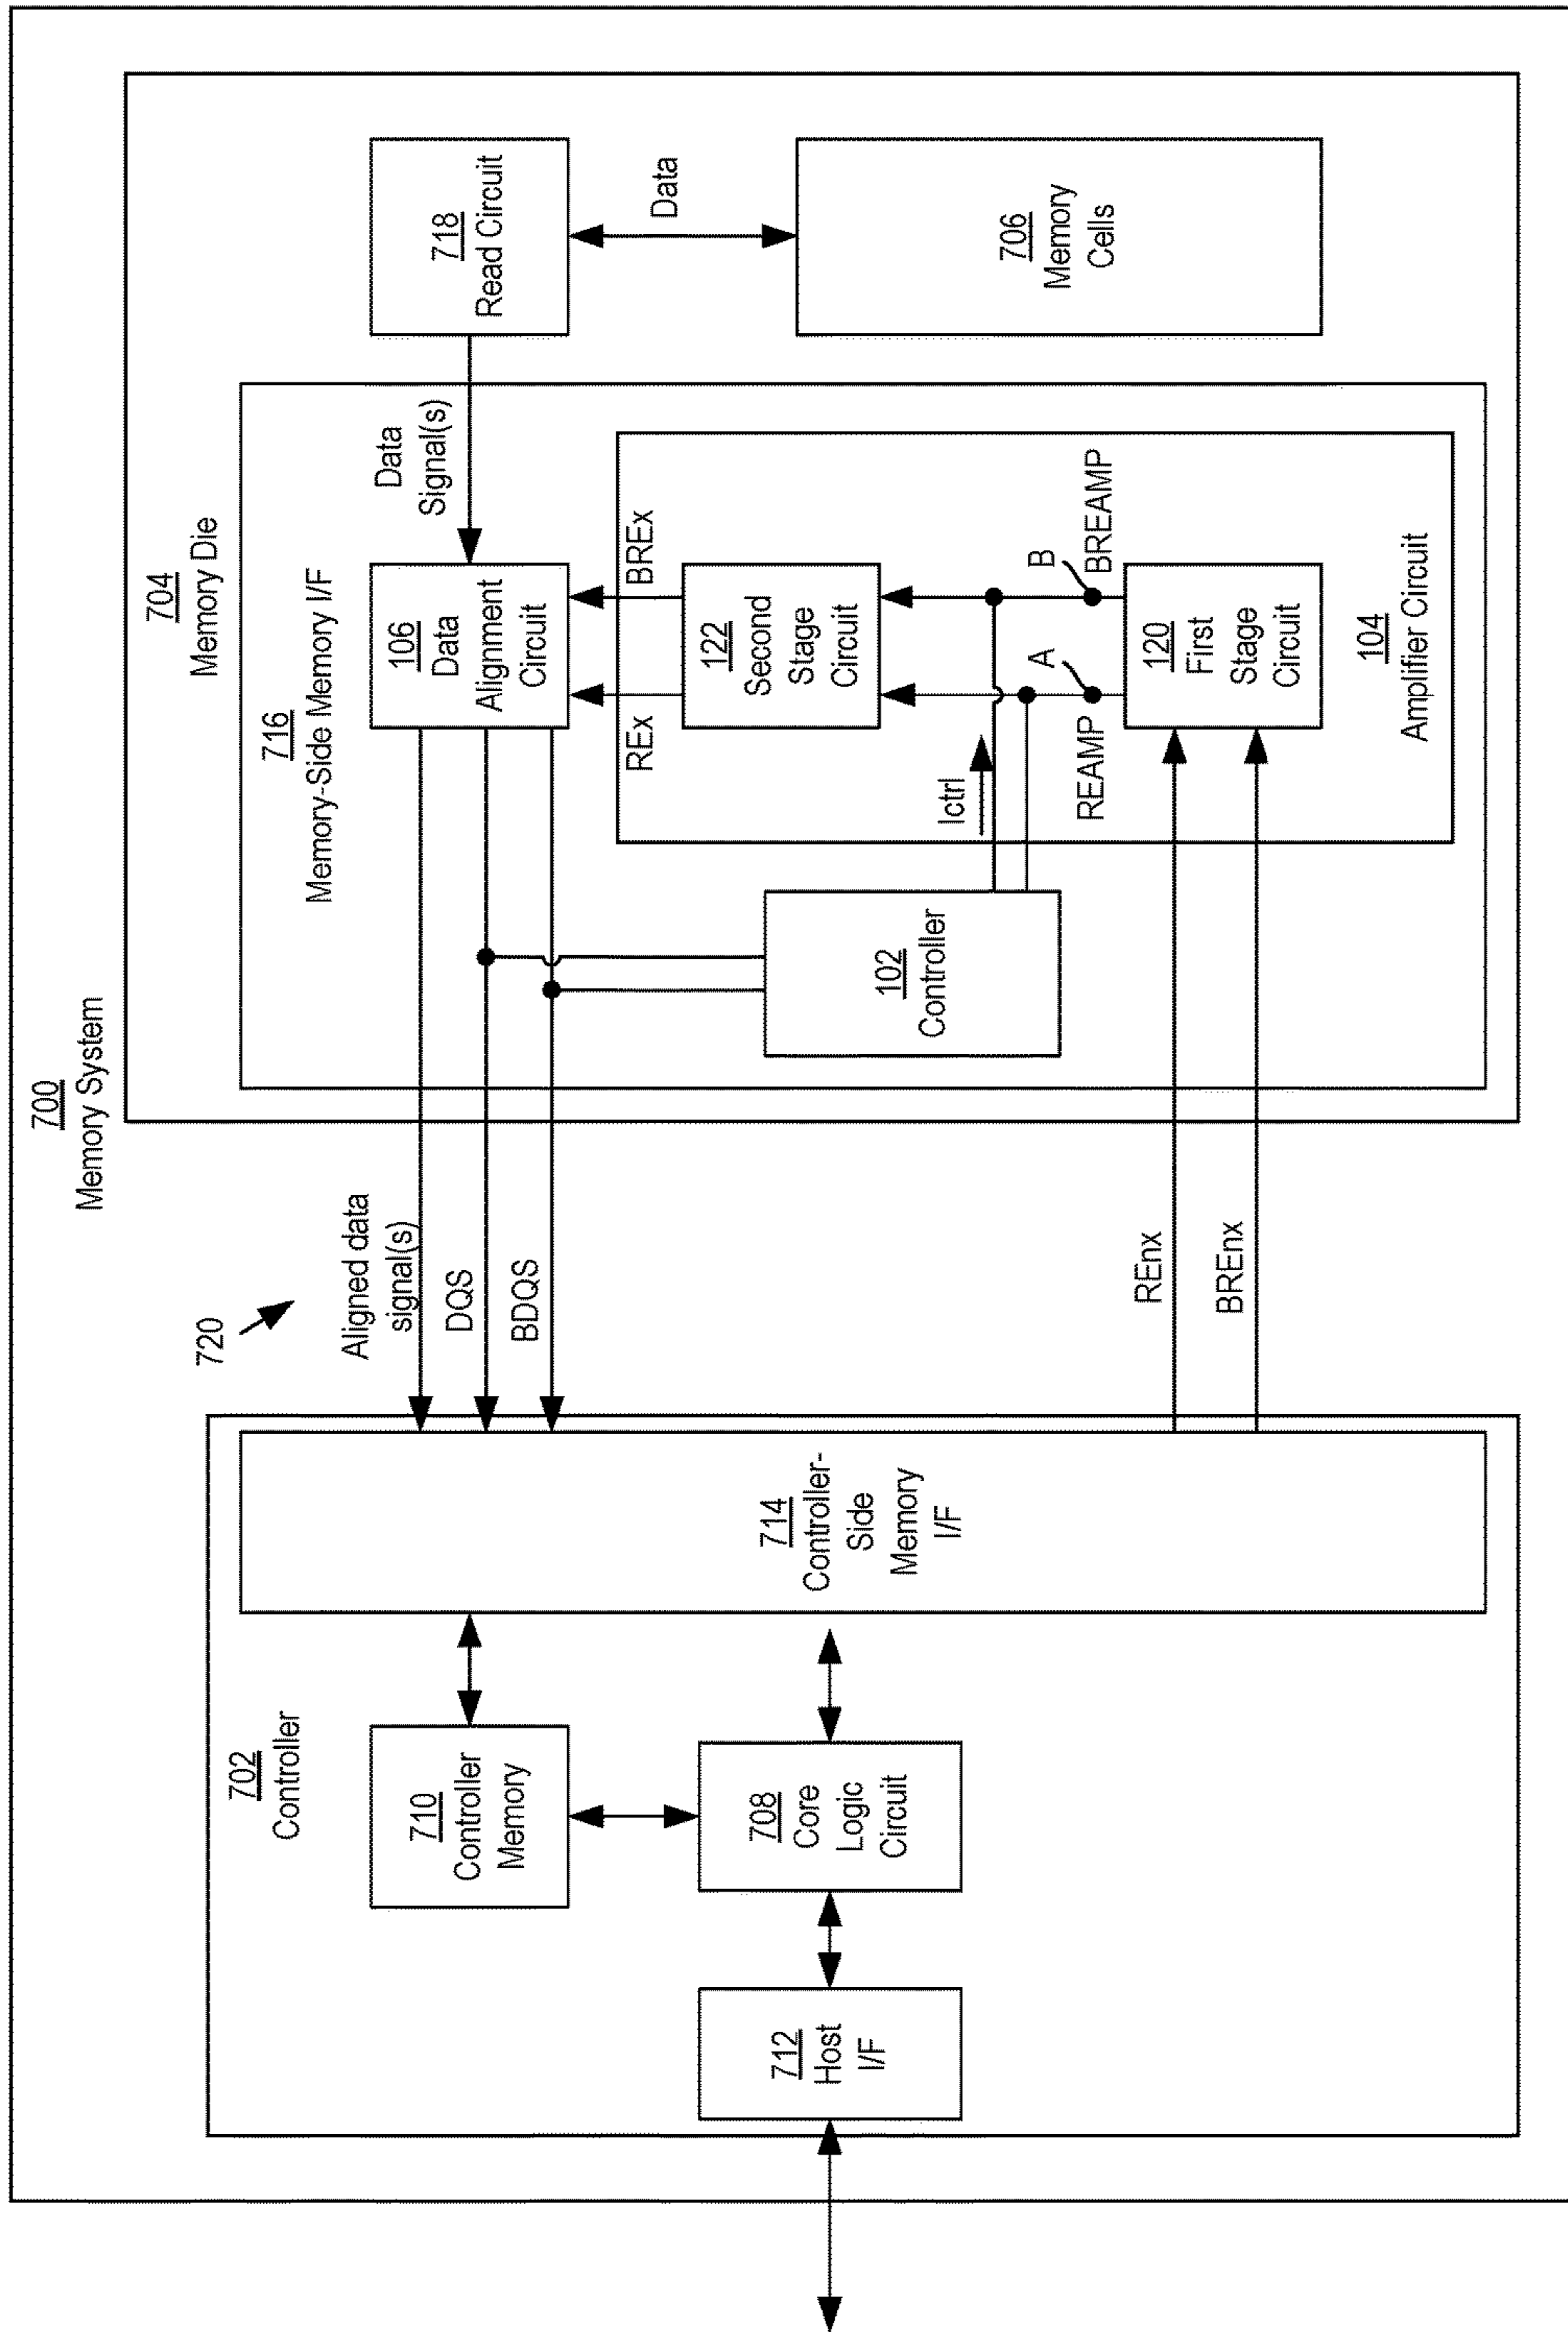 700
Memory System
702
Controller
712
Host
I/F
710
Controller
Memory
708
Core
Logic
Circuit
714
Controller-
Side
Memory
I/F
720
Aligned data
signal(s)
DQS
BDQS
REnx
BREnx
704
Memory Die
716
Memory-Side Memory I/F
102
Controller
106
Data
Alignment
Circuit
Data
Signal(s)
REx
BREx
122
Second
Stage
Circuit
Ictrl
A
B
REAMP
BREAMP
120
First
Stage
Circuit
104
Amplifier Circuit
718
Read Circuit
Data
706
Memory
Cells